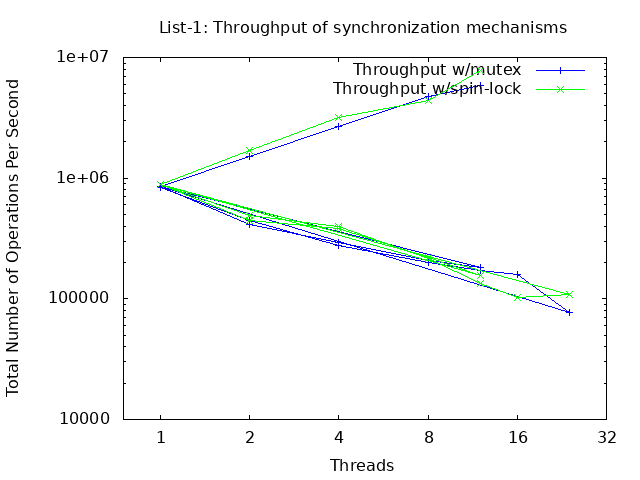 List-1: Throughput of synchronization mechanisms
1e+07
Throughput w/mutex
Throughput w/spin-lock
1e+06
100000
10000
Total Number of Operations Per Second
1 2 4 8 16 32
Threads